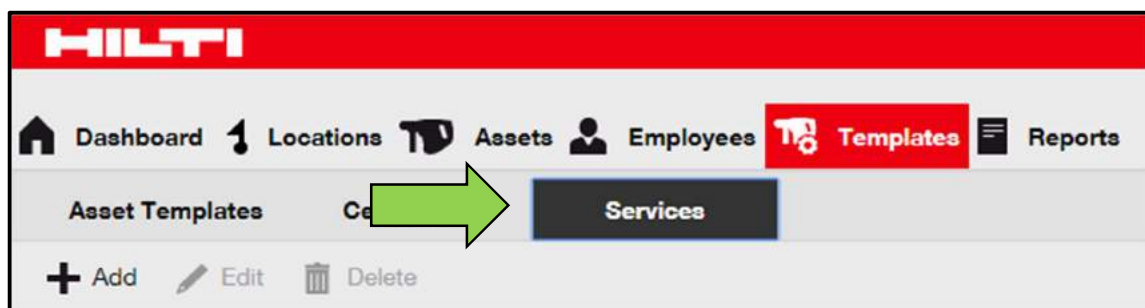 HILTI
Dashboard Locations Assets Employees Templates Reports
Asset Templates Services
Add Edit Delete